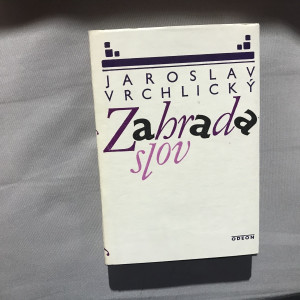 JAROSLAV
VRCHLICKÝ
Zahrada
slov
ODEON